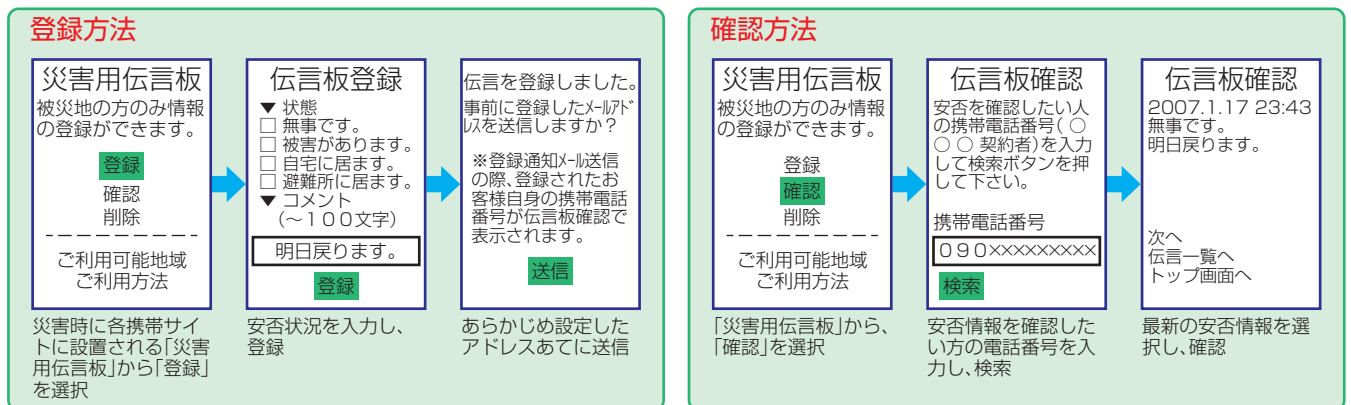 登録方法
災害用伝言板
被災地の方のみ情報
の登録ができます。
登録
確認
削除
ご利用可能地域
ご利用方法
災害時に各携帯サイ
トに設置される「災害
用伝言板」から「登録」
を選択
伝言板登録
▼ 状態
□ 無事です。
□ 被害があります。
□ 自宅に居ます。
□ 避難所に居ます。
▼ コメント
(~100文字)
明日戻ります。
登録
安否状況を入力し、
登録
伝言を登録しました。
事前に登録したメールアド
レスを送信しますか?
※登録通知メール送信
の際、登録されたお
客様自身の携帯電話
番号が伝言板確認で
表示されます。
送信
あらかじめ設定した
アドレスあてに送信
確認方法
災害用伝言板
被災地の方のみ情報
の登録ができます。
登録
確認
削除
ご利用可能地域
ご利用方法
「災害用伝言板」から、
「確認」を選択
伝言板確認
安否を確認したい人
の携帯電話番号(○
○ ○ 契約者)を入力
して検索ボタンを押
して下さい。
携帯電話番号
090××××××××
検索
安否情報を確認した
い方の電話番号を入
力し、検索
伝言板確認
2007.1.17 23:43
無事です。
明日戻ります。
次へ
伝言一覧へ
トップ画面へ
最新の安否情報を選
択し、確認